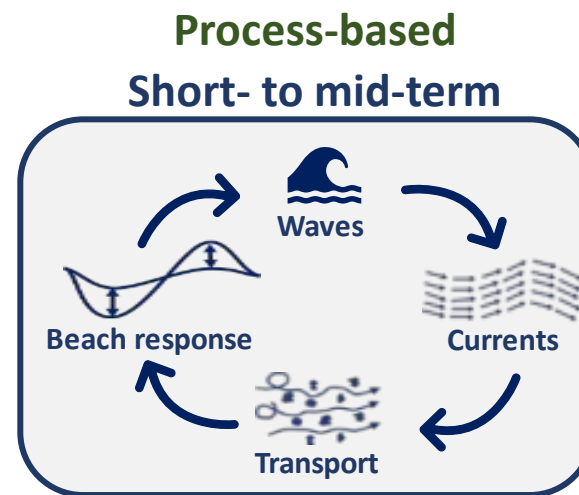 Process-based
Short- to mid-term
Waves
Beach response
Currents
Transport